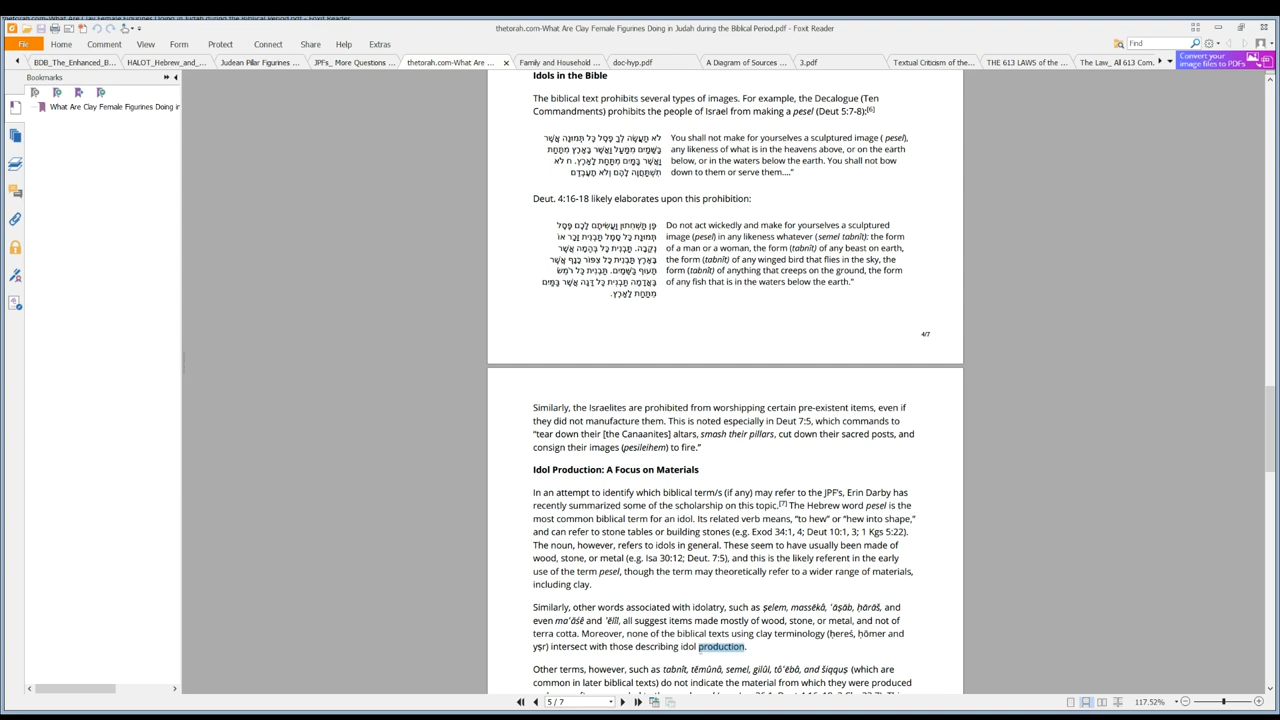 thetorah.com-What Are Clay Female Figurines Doing in Judah during the Biblical Period.pdf - Foxit Reader
File Home Comment View Form Protect Connect Share Help Extras
Find
BDB_The_Enhanced_B... HALOT_Hebrew_and_... Judean Pillar Figurines ... JPFs_ More Questions ... thetorah.com-What Are ... Family and Household ... doc-hyp.pdf A Diagram of Sources ... 3.pdf Textual Criticism of the... THE 613 LAWS of the ... The Law_ All 613 Com...
Convert your
image files to PDFs
Bookmarks
What Are Clay Female Figurines Doing in
Idols in the Bible
The biblical text prohibits several types of images. For example, the Decalogue (Ten
Commandments) prohibits the people of Israel from making a pesel (Deut 5:7-8):[6]
לֹא תַעֲשֶׂה לְךָ פֶסֶל כָּל תְּמוּנָה אֲשֶׁר
בַּשָּׁמַיִם מִמַּעַל וַאֲשֶׁר בָּאָרֶץ מִתָּחַת
וַאֲשֶׁר בַּמַּיִם מִתַּחַת לָאָרֶץ. ח לֹא
תִשְׁתַּחֲוֶה לָהֶם וְלֹא תָעָבְדֵם
You shall not make for yourselves a sculptured image ( pesel),
any likeness of what is in the heavens above, or on the earth
below, or in the waters below the earth. You shall not bow
down to them or serve them...."
Deut. 4:16-18 likely elaborates upon this prohibition:
פֶּן תַּשְׁחִתוּן וַעֲשִׂיתֶם לָכֶם פֶּסֶל
תְּמוּנַת כָּל סָמֶל תַּבְנִית זָכָר אוֹ
נְקֵבָה. תַּבְנִית כָּל בְּהֵמָה אֲשֶׁר
בָּאָרֶץ תַּבְנִית כָּל צִפּוֹר כָּנָף אֲשֶׁר
תָּעוּף בַּשָּׁמָיִם. תַּבְנִית כָּל רֹמֵשׂ
בָּאֲדָמָה תַּבְנִית כָּל דָּגָה אֲשֶׁר בַּמַּיִם
מִתַּחַת לָאָרֶץ.
Do not act wickedly and make for yourselves a sculptured
image (pesel) in any likeness whatever (semel tabnît): the form
of a man or a woman, the form (tabnît) of any beast on earth,
the form (tabnît) of any winged bird that flies in the sky, the
form (tabnît) of anything that creeps on the ground, the form
of any fish that is in the waters below the earth."
4/7
Similarly, the Israelites are prohibited from worshipping certain pre-existent items, even if
they did not manufacture them. This is noted especially in Deut 7:5, which commands to
"tear down their [the Canaanites] altars, smash their pillars, cut down their sacred posts, and
consign their images (pesileihem) to fire."
Idol Production: A Focus on Materials
In an attempt to identify which biblical term/s (if any) may refer to the JPF's, Erin Darby has
recently summarized some of the scholarship on this topic.[7] The Hebrew word pesel is the
most common biblical term for an idol. Its related verb means, "to hew" or "hew into shape,"
and can refer to stone tables or building stones (e.g. Exod 34:1, 4; Deut 10:1, 3; 1 Kgs 5:22).
The noun, however, refers to idols in general. These seem to have usually been made of
wood, stone, or metal (e.g. Isa 30:12; Deut. 7:5), and this is the likely referent in the early
use of the term pesel, though the term may theoretically refer to a wider range of materials,
including clay.
Similarly, other words associated with idolatry, such as ṣelem, massēkâ, ʿāṣāb, ḥārāš, and
even maʿăśê and ʾĕlîl, all suggest items made mostly of wood, stone, or metal, and not of
terra cotta. Moreover, none of the biblical texts using clay terminology (ḥereś, ḥōmer and
yṣr) intersect with those describing idol production.
Other terms, however, such as tabnît, tĕmûnâ, semel, gilûl, tôʿēbâ, and šiqquṣ (which are
common in later biblical texts) do not indicate the material from which they were produced
5 / 7
117.52%